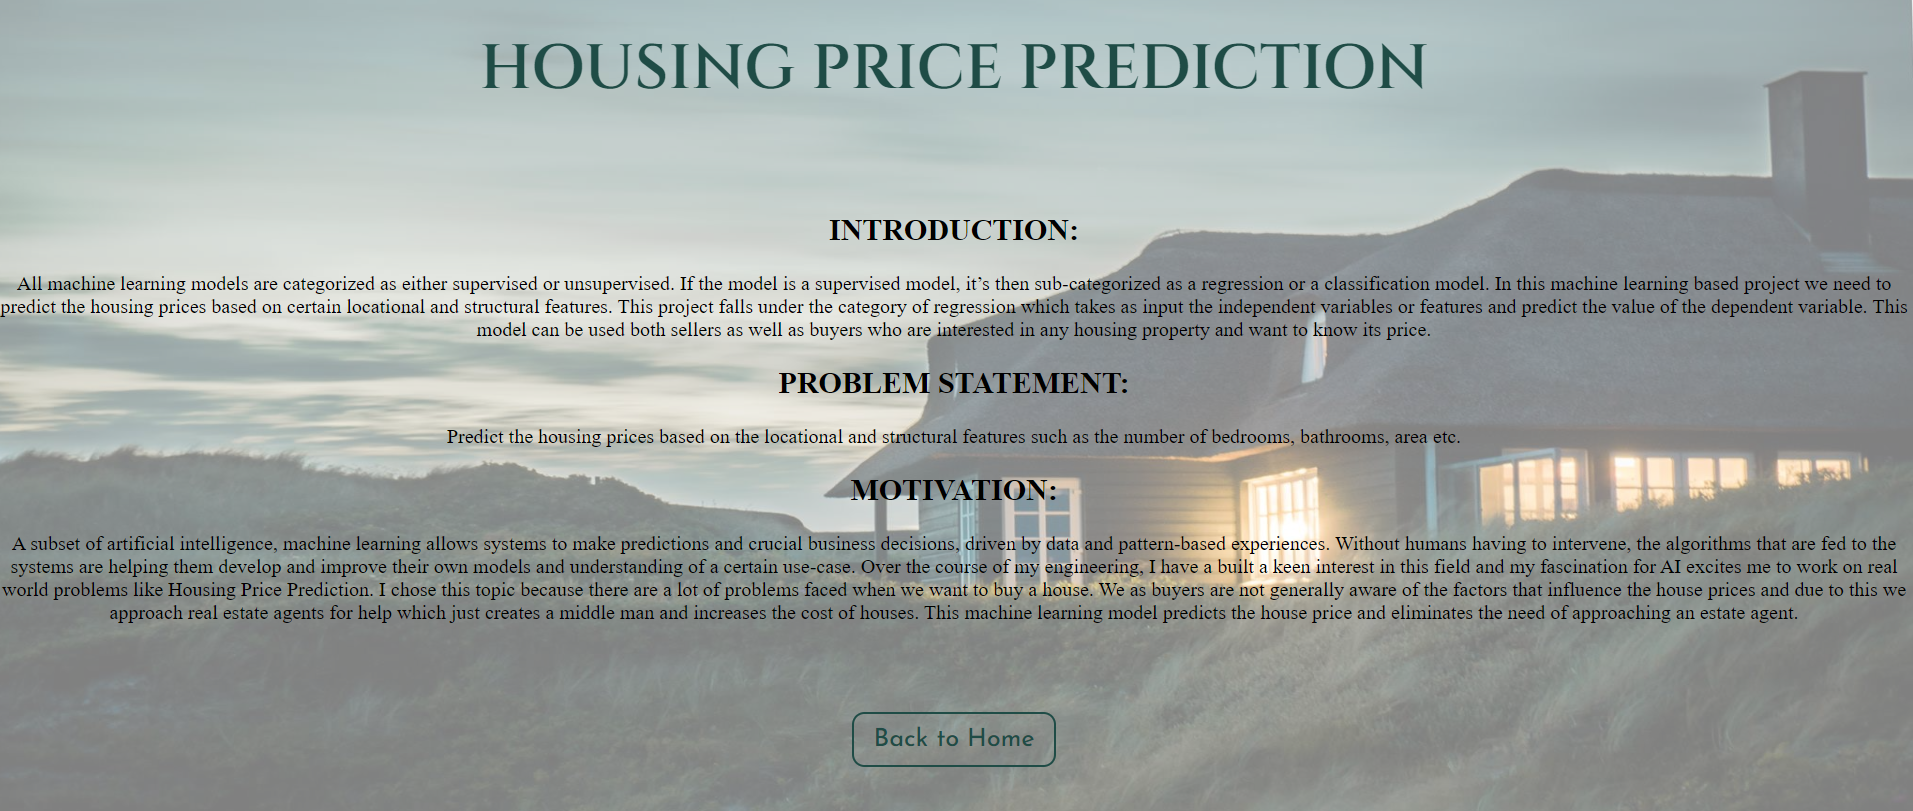 HOUSING PRICE PREDICTION
INTRODUCTION:
All machine learning models are categorized as either supervised or unsupervised. If the model is a supervised model, it’s then sub-categorized as a regression or a classification model. In this machine learning based project we need to
predict the housing prices based on certain locational and structural features. This project falls under the category of regression which takes as input the independent variables or features and predict the value of the dependent variable. This
model can be used both sellers as well as buyers who are interested in any housing property and want to know its price.
PROBLEM STATEMENT:
Predict the housing prices based on the locational and structural features such as the number of bedrooms, bathrooms, area etc.
MOTIVATION:
A subset of artificial intelligence, machine learning allows systems to make predictions and crucial business decisions, driven by data and pattern-based experiences. Without humans having to intervene, the algorithms that are fed to the
systems are helping them develop and improve their own models and understanding of a certain use-case. Over the course of my engineering, I have a built a keen interest in this field and my fascination for AI excites me to work on real
world problems like Housing Price Prediction. I chose this topic because there are a lot of problems faced when we want to buy a house. We as buyers are not generally aware of the factors that influence the house prices and due to this we
approach real estate agents for help which just creates a middle man and increases the cost of houses. This machine learning model predicts the house price and eliminates the need of approaching an estate agent.
Back to Home